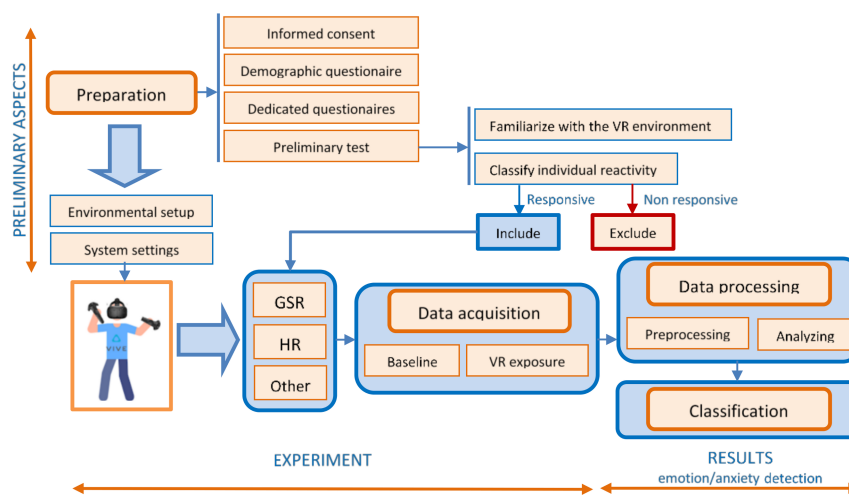 PRELIMINARY ASPECTS
Preparation
Informed consent
Demographic questionaire
Dedicated questionaires
Preliminary test
Familiarize with the VR environment
Classify individual reactivity
Responsive
Non responsive
Include
Exclude
Environmental setup
System settings
VIVE
GSR
HR
Other
Data acquisition
Baseline
VR exposure
Data processing
Preprocessing
Analyzing
Classification
EXPERIMENT
RESULTS
emotion/anxiety detection